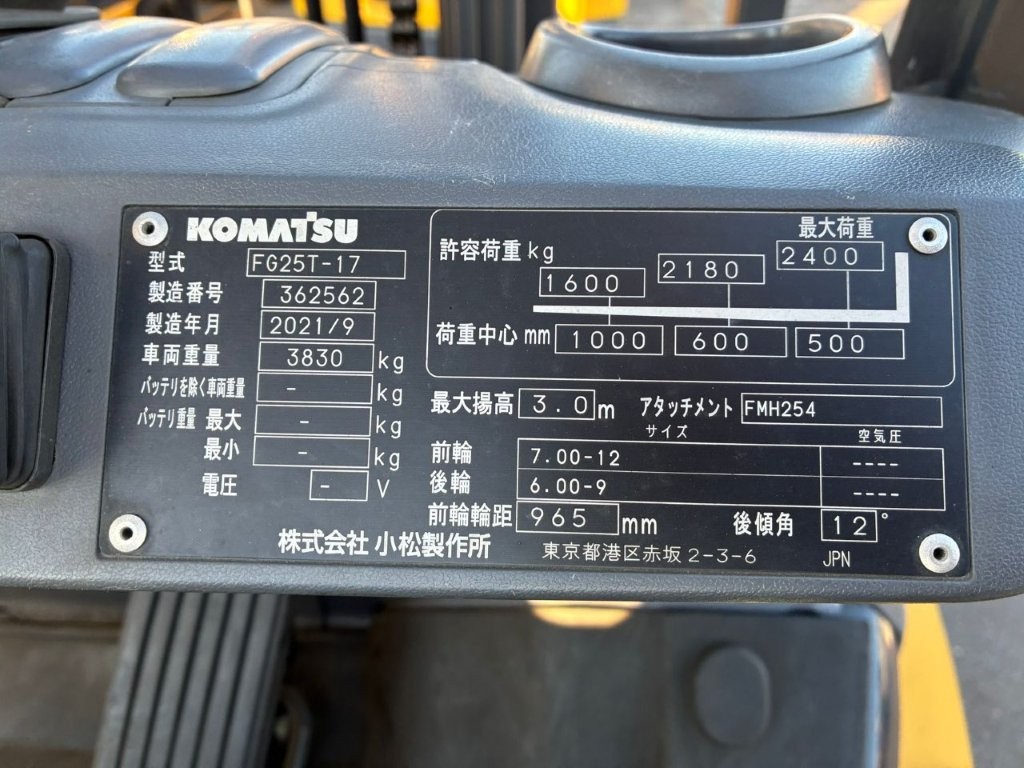 KOMATSU
型式 FG25T-17
製造番号 362562
製造年月 2021/9
車両重量 3830 kg
バッテリを除く車両重量 - kg
バッテリ重量 最大 - kg
最小 - kg
電圧 - V
最大荷重
許容荷重 kg 1600 2180 2400
荷重中心 mm 1000 600 500
最大揚高 3.0 m アタッチメント FMH254
サイズ 空気圧
前輪 7.00-12 ----
後輪 6.00-9 ----
前輪輪距 965 mm 後傾角 12°
株式会社 小松製作所 東京都港区赤坂2-3-6 JPN